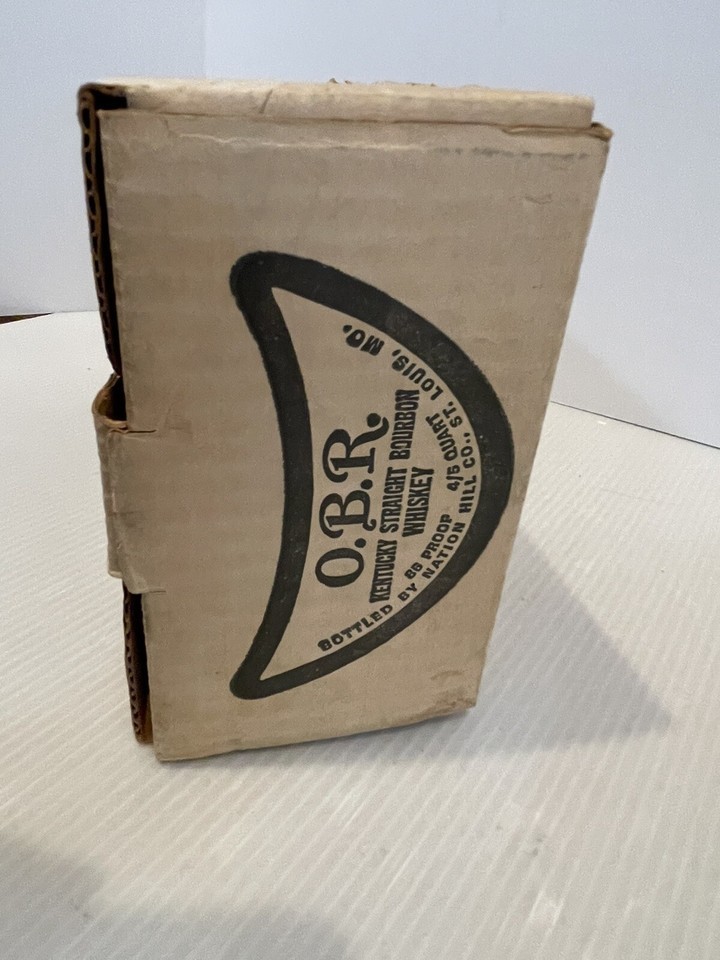 O.B.R.
KENTUCKY STRAIGHT BOURBON
WHISKEY
86 PROOF 4/5 QUART
BOTTLED BY NATION HILL CO., ST. LOUIS, MO.